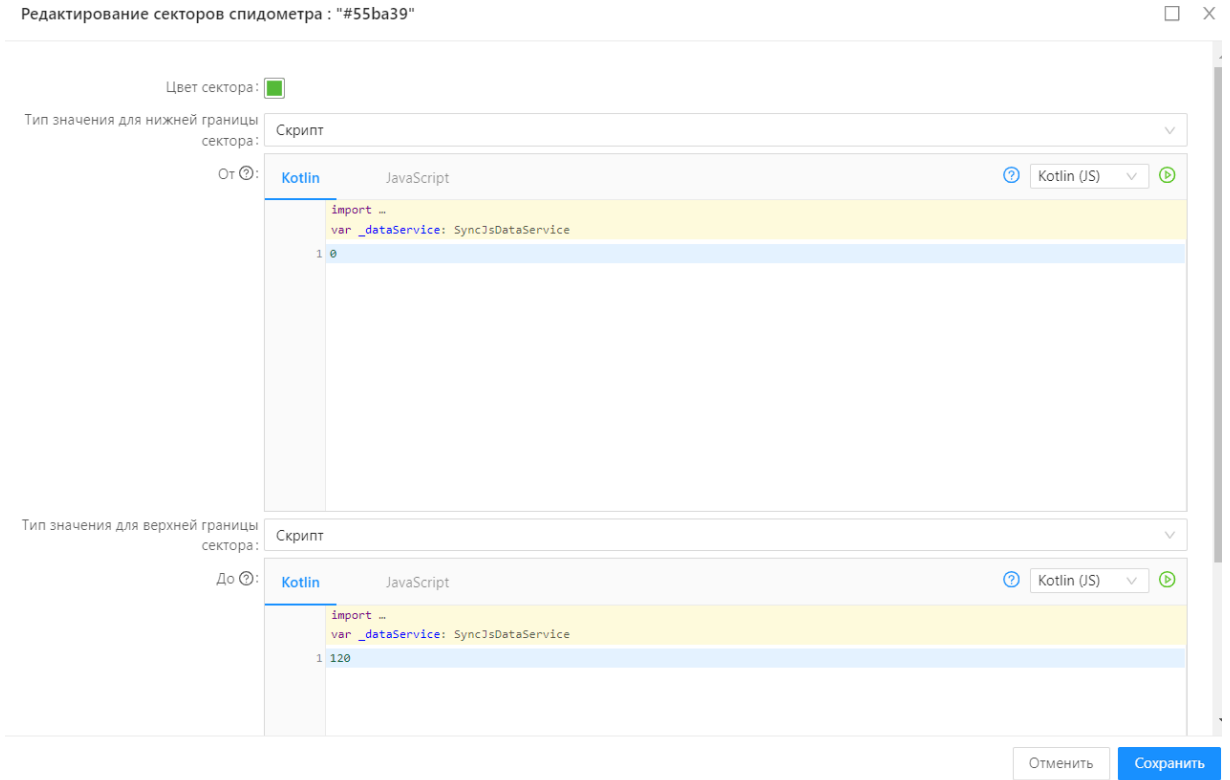 Редактирование секторов спидометра : "#55ba39"
Цвет сектора:
Тип значения для нижней границы
сектора:
Скрипт
От ?:
Kotlin JavaScript ? Kotlin (JS)
import …
var _dataService: SyncJsDataService
1 0
Тип значения для верхней границы
сектора:
Скрипт
До ?:
Kotlin JavaScript ? Kotlin (JS)
import …
var _dataService: SyncJsDataService
1 120
Отменить Сохранить